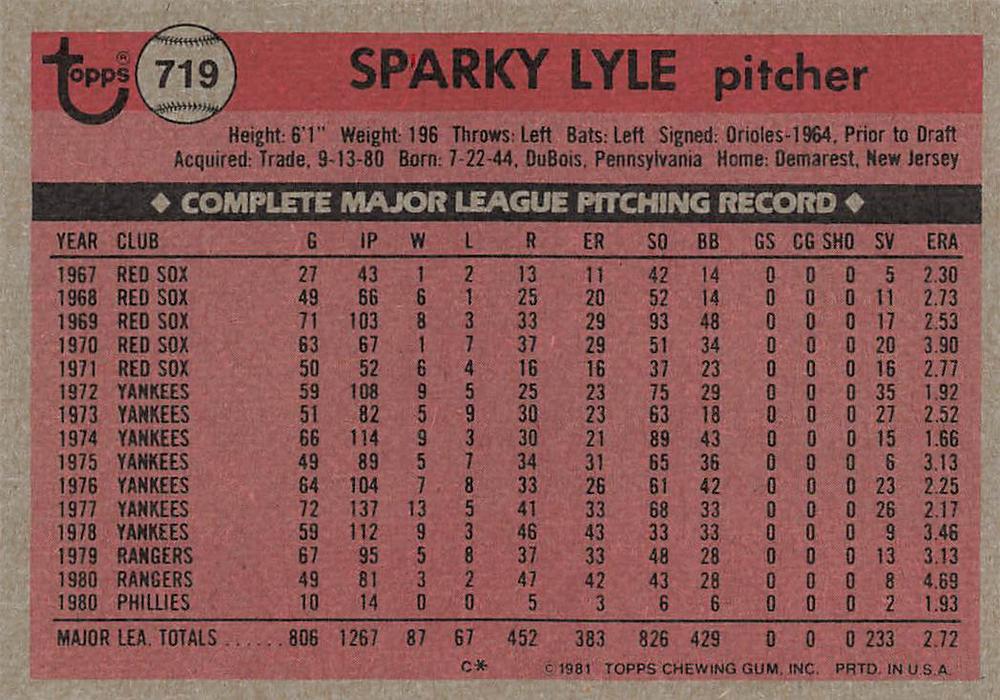 Topps® 719 SPARKY LYLE pitcher
Height: 6'1" Weight: 196 Throws: Left Bats: Left Signed: Orioles-1964, Prior to Draft
Acquired: Trade, 9-13-80 Born: 7-22-44, DuBois, Pennsylvania Home: Demarest, New Jersey
◆ COMPLETE MAJOR LEAGUE PITCHING RECORD ◆
YEAR CLUB G IP W L R ER SO BB GS CG SHO SV ERA
1967 RED SOX 27 43 1 2 13 11 42 14 0 0 0 5 2.30
1968 RED SOX 49 66 6 1 25 20 52 14 0 0 0 11 2.73
1969 RED SOX 71 103 8 3 33 29 93 48 0 0 0 17 2.53
1970 RED SOX 63 67 1 7 37 29 51 34 0 0 0 20 3.90
1971 RED SOX 50 52 6 4 16 16 37 23 0 0 0 16 2.77
1972 YANKEES 59 108 9 5 25 23 75 29 0 0 0 35 1.92
1973 YANKEES 51 82 5 9 30 23 63 18 0 0 0 27 2.52
1974 YANKEES 66 114 9 3 30 21 89 43 0 0 0 15 1.66
1975 YANKEES 49 89 5 7 34 31 65 36 0 0 0 6 3.13
1976 YANKEES 64 104 7 8 33 26 61 42 0 0 0 23 2.25
1977 YANKEES 72 137 13 5 41 33 68 33 0 0 0 26 2.17
1978 YANKEES 59 112 9 3 46 43 33 33 0 0 0 9 3.46
1979 RANGERS 67 95 5 8 37 33 48 28 0 0 0 13 3.13
1980 RANGERS 49 81 3 2 47 42 43 28 0 0 0 8 4.69
1980 PHILLIES 10 14 0 0 5 3 6 6 0 0 0 2 1.93
MAJOR LEA. TOTALS ...... 806 1267 87 67 452 383 826 429 0 0 0 233 2.72
C* © 1981 TOPPS CHEWING GUM, INC. PRTD. IN U.S.A.